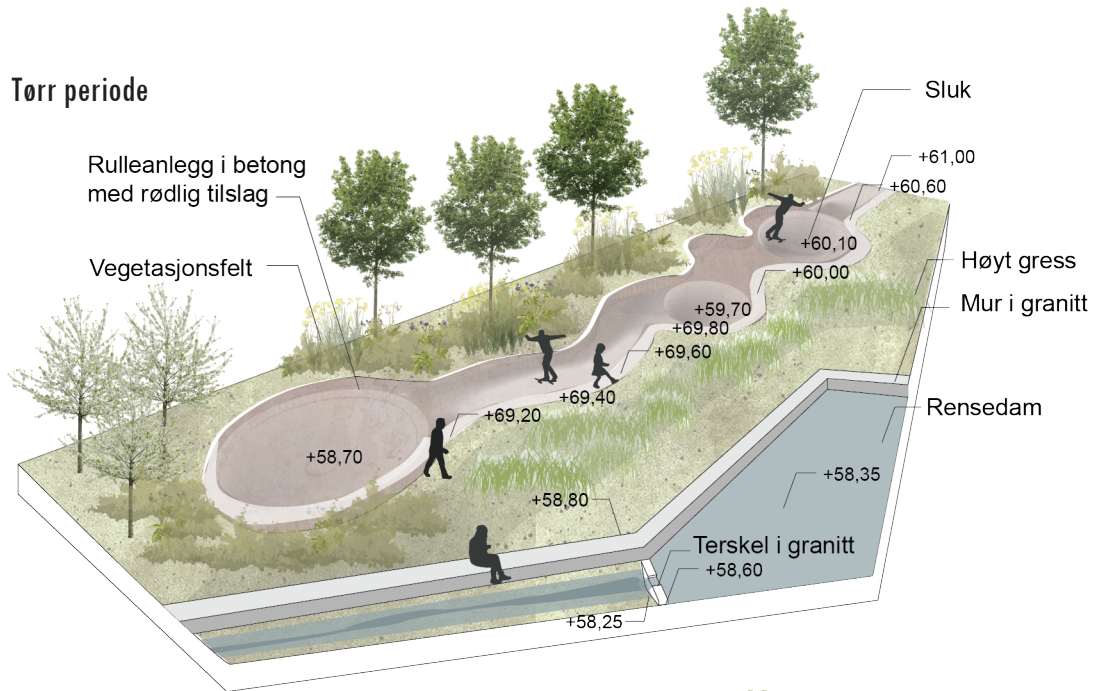 Tørr periode
Sluk
Rulleanlegg i betong
med rødlig tilslag
+61,00
+60,60
+60,10
Vegetasjonsfelt
+60,00
Høyt gress
+59,70
Mur i granitt
+69,80
+69,60
+69,40
+69,20
Rensedam
+58,70
+58,35
+58,80
Terskel i granitt
+58,60
+58,25